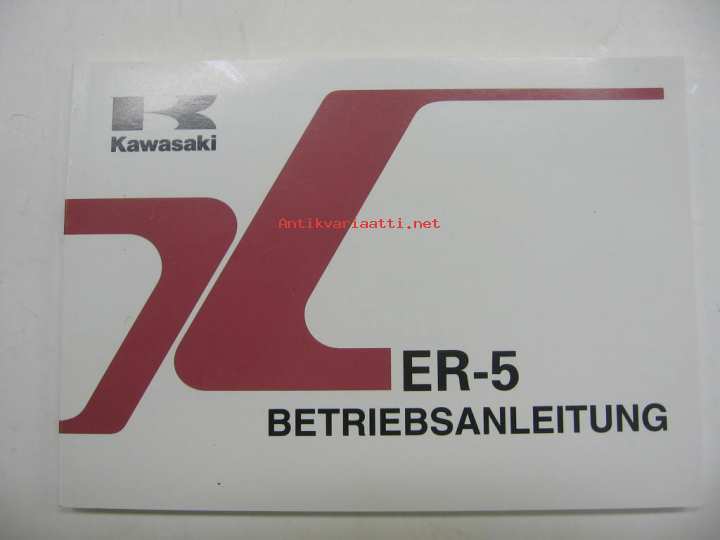 Kawasaki
Antikvariaatti.net
ER-5
BETRIEBSANLEITUNG